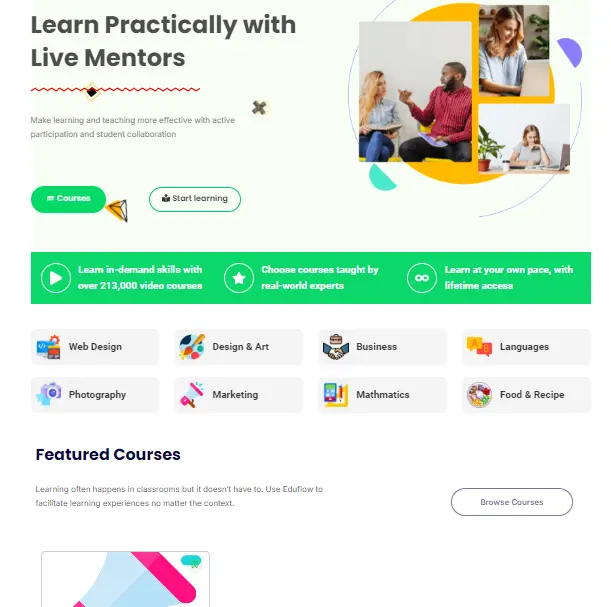 Learn Practically with
Live Mentors
Make learning and teaching more effective with active
participation and student collaboration
Courses
Start learning
Learn in-demand skills with
over 213,000 video courses
Choose courses taught by
real-world experts
Learn at your own pace, with
lifetime access
Web Design
Design & Art
Business
Languages
Photography
Marketing
Mathmatics
Food & Recipe
Featured Courses
Learning often happens in classrooms but it doesn't have to. Use Eduflow to
facilitate learning experiences no matter the context.
Browse Courses